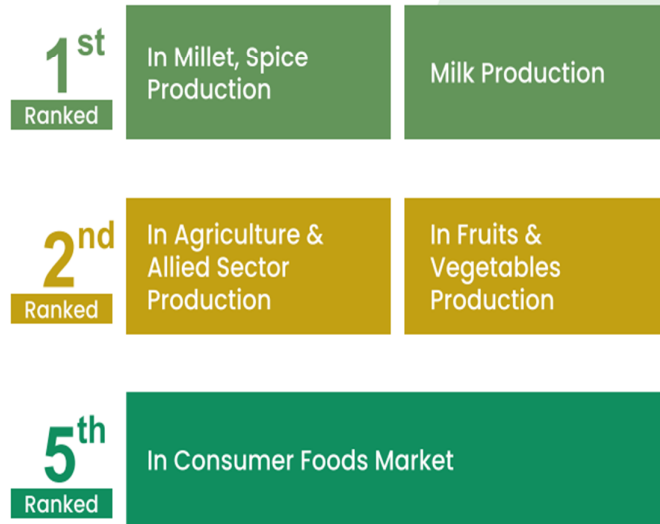 1st
Ranked
In Millet, Spice
Production
Milk Production
2nd
Ranked
In Agriculture &
Allied Sector
Production
In Fruits &
Vegetables
Production
5th
Ranked
In Consumer Foods Market